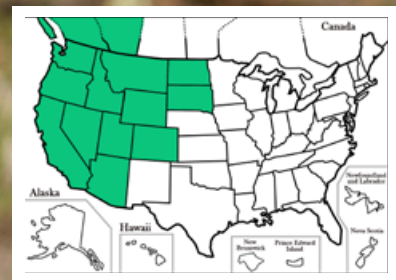 Canada
Alaska
Hawaii
New
Brunswick
Prince Edward
Island
Newfoundland
and Labrador
Nova Scotia